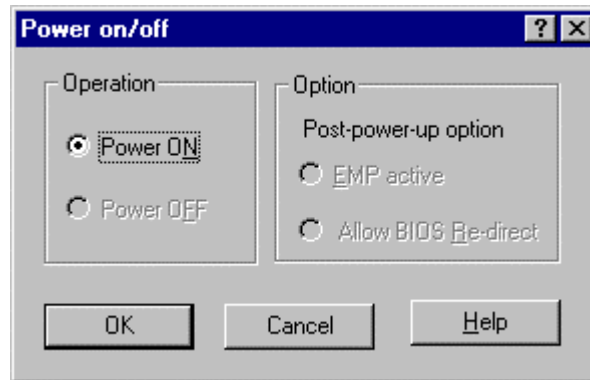 Power on/off
Operation
Power ON
Power OFF
Option
Post-power-up option
EMP active
Allow BIOS Re-direct
OK
Cancel
Help